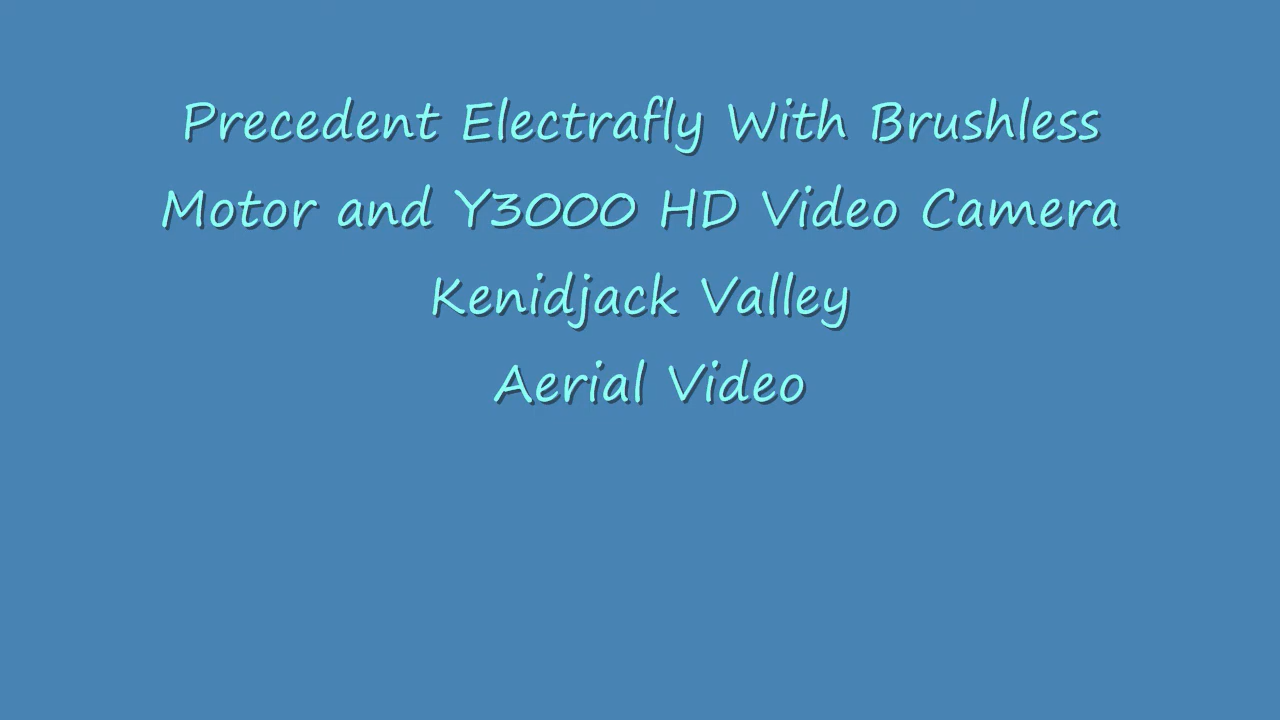 Precedent Electrafly With Brushless
Motor and Y3000 HD Video Camera
Kenidjack Valley
Aerial Video